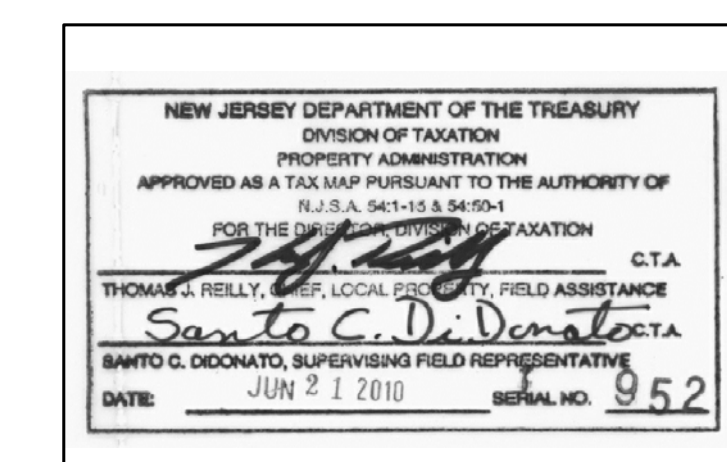 NEW JERSEY DEPARTMENT OF THE TREASURY
DIVISION OF TAXATION
PROPERTY ADMINISTRATION
APPROVED AS A TAX MAP PURSUANT TO THE AUTHORITY OF
N.J.S.A. 54:1-15 & 54:50-1
FOR THE DIRECTOR, DIVISION OF TAXATION
C.T.A.
THOMAS J. REILLY, CHIEF, LOCAL PROPERTY, FIELD ASSISTANCE
Santo C. DiDonato C.T.A.
SANTO C. DIDONATO, SUPERVISING FIELD REPRESENTATIVE
DATE: JUN 21 2010 SERIAL NO. 952